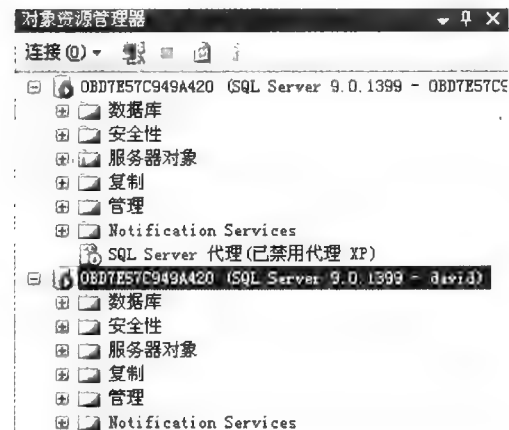 对象资源管理器
连接(O)
OBD7E57C949A420 (SQL Server 9.0.1399 - OBD7E57C9
数据库
安全性
服务器对象
复制
管理
Notification Services
SQL Server 代理(已禁用代理 XP)
OBD7E57C949A420 (SQL Server 9.0.1399 - david)
数据库
安全性
服务器对象
复制
管理
Notification Services